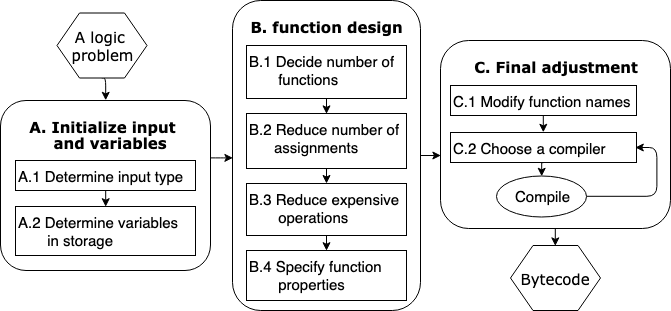 A logic
problem
A. Initialize input
and variables
A.1 Determine input type
A.2 Determine variables
in storage
B. function design
B.1 Decide number of
functions
B.2 Reduce number of
assignments
B.3 Reduce expensive
operations
B.4 Specify function
properties
C. Final adjustment
C.1 Modify function names
C.2 Choose a compiler
Compile
Bytecode